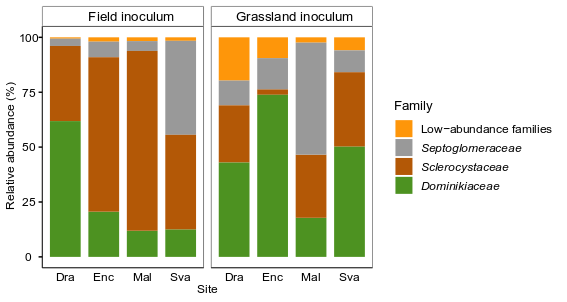 Field inoculum
Grassland inoculum
Relative abundance (%)
100
75
50
25
0
Dra Enc Mal Sva
Dra Enc Mal Sva
Site
Family
Low−abundance families
Septoglomeraceae
Sclerocystaceae
Dominikiaceae